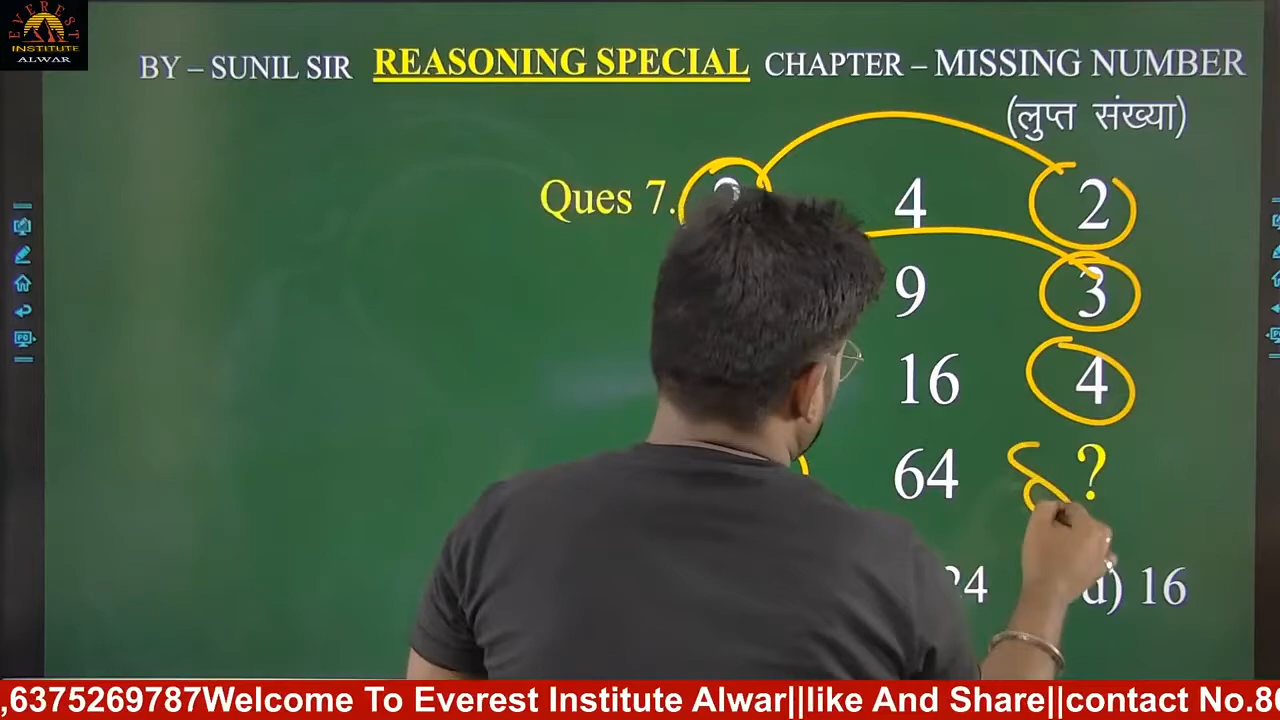 EVEREST
INSTITUTE
ALWAR
BY – SUNIL SIR REASONING SPECIAL CHAPTER – MISSING NUMBER
(लुप्त संख्या)
Ques 7. 4 2
9 3
16 4
64 ?
d) 16
,6375269787Welcome To Everest Institute Alwar||like And Share||contact No.80